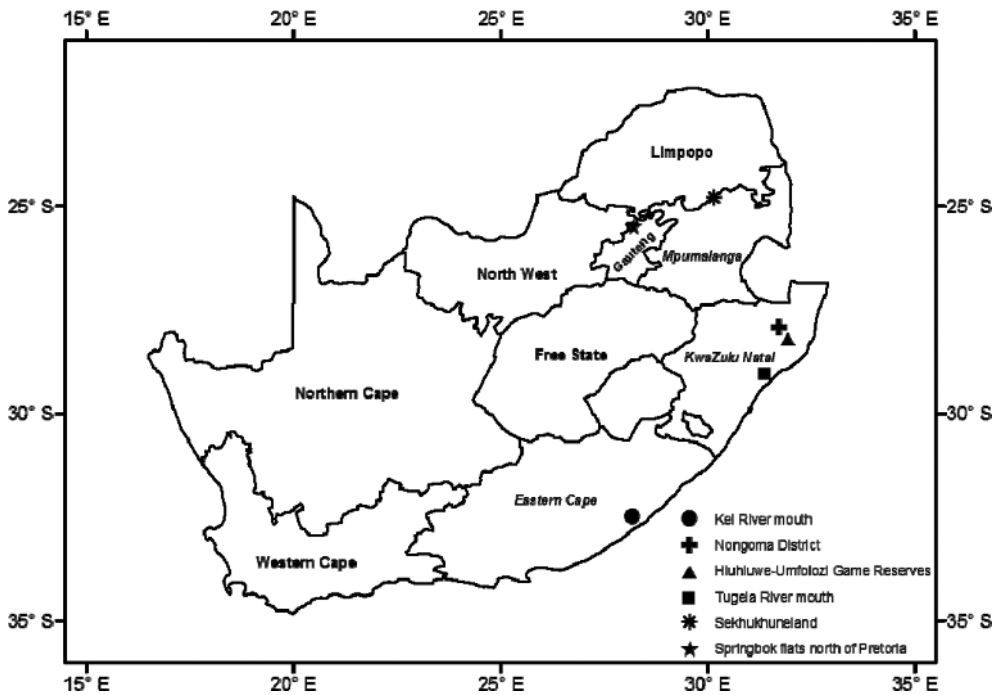 15° E 20° E 25° E 30° E 35° E
Limpopo
25° S 25° S
Gauteng
Mpumalanga
North West
Free State
KwaZulu Natal
Northern Cape
30° S 30° S
Eastern Cape
Western Cape
Kei River mouth
Nongoma District
Hluhluwe-Umfolozi Game Reserves
Tugela River mouth
Sekhukhuneland
Springbok flats north of Pretoria
35° S 35° S
15° E 20° E 25° E 30° E 35° E